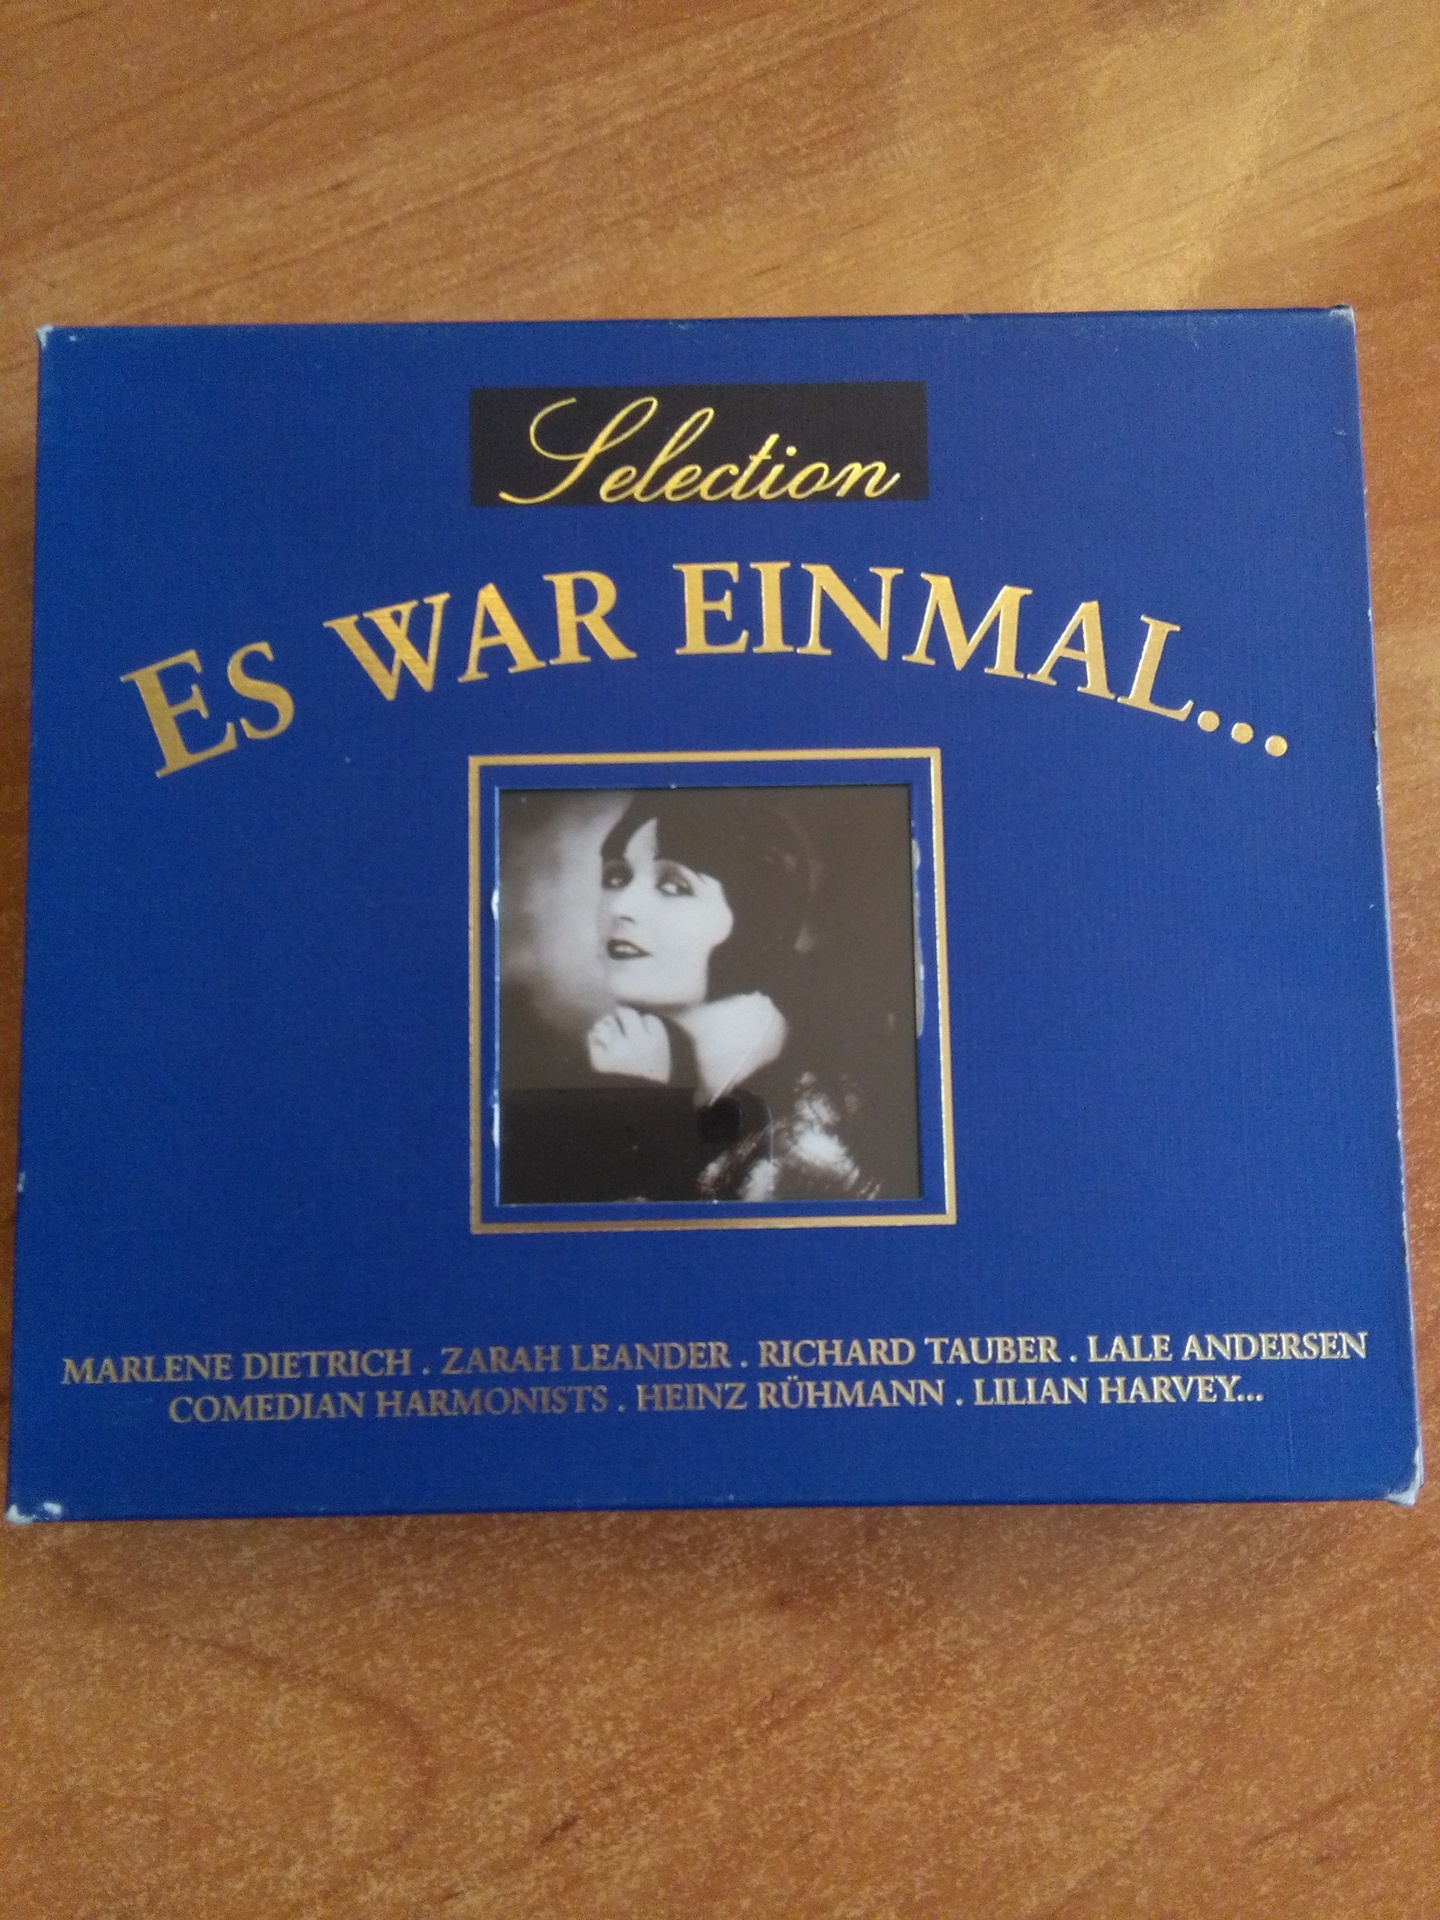 Selection
ES WAR EINMAL...
MARLENE DIETRICH . ZARAH LEANDER . RICHARD TAUBER . LALE ANDERSEN
COMEDIAN HARMONISTS . HEINZ RÜHMANN . LILIAN HARVEY...